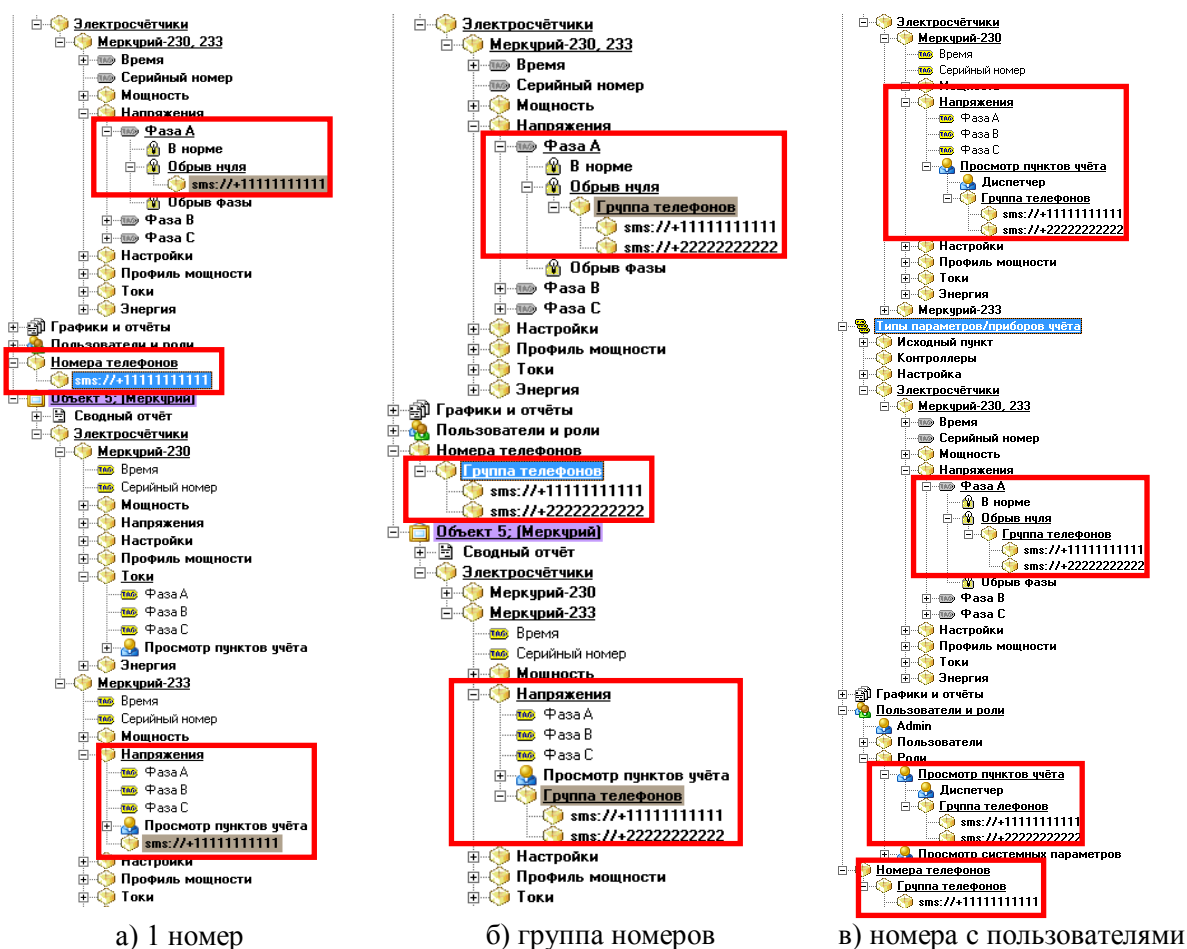 Электросчётчики
Меркурий-230, 233
Время
Серийный номер
Мощность
Напряжения
Фаза А
В норме
Обрыв нуля
sms://+11111111111
Обрыв фазы
Фаза В
Фаза С
Настройки
Профиль мощности
Токи
Энергия
Графики и отчёты
Пользователи и роли
Номера телефонов
sms://+11111111111
Объект 5; [Меркурий]
Сводный отчёт
Электросчётчики
Меркурий-230
Время
Серийный номер
Мощность
Напряжения
Настройки
Профиль мощности
Токи
Фаза А
Фаза В
Фаза С
Просмотр пунктов учёта
Энергия
Меркурий-233
Время
Серийный номер
Мощность
Напряжения
Фаза А
Фаза В
Фаза С
Просмотр пунктов учёта
sms://+11111111111
Настройки
Профиль мощности
Токи
а) 1 номер
Электросчётчики
Меркурий-230, 233
Время
Серийный номер
Мощность
Напряжения
Фаза А
В норме
Обрыв нуля
Группа телефонов
sms://+11111111111
sms://+22222222222
Обрыв фазы
Фаза В
Фаза С
Настройки
Профиль мощности
Токи
Энергия
Графики и отчёты
Пользователи и роли
Номера телефонов
Группа телефонов
sms://+11111111111
sms://+22222222222
Объект 5; [Меркурий]
Сводный отчёт
Электросчётчики
Меркурий-230
Меркурий-233
Время
Серийный номер
Мощность
Напряжения
Фаза А
Фаза В
Фаза С
Просмотр пунктов учёта
Группа телефонов
sms://+11111111111
sms://+22222222222
Настройки
Профиль мощности
Токи
б) группа номеров
Электросчётчики
Меркурий-230
Время
Серийный номер
Мощность
Напряжения
Фаза А
Фаза В
Фаза С
Просмотр пунктов учёта
Диспетчер
Группа телефонов
sms://+11111111111
sms://+22222222222
Настройки
Профиль мощности
Токи
Энергия
Меркурий-233
Типы параметров/приборов учёта
Исходный пункт
Контроллеры
Настройка
Электросчётчики
Меркурий-230, 233
Время
Серийный номер
Мощность
Напряжения
Фаза А
В норме
Обрыв нуля
Группа телефонов
sms://+11111111111
sms://+22222222222
Обрыв фазы
Фаза В
Фаза С
Настройки
Профиль мощности
Токи
Энергия
Графики и отчёты
Пользователи и роли
Admin
Пользователи
Роли
Просмотр пунктов учёта
Диспетчер
Группа телефонов
sms://+11111111111
sms://+22222222222
Просмотр системных параметров
Номера телефонов
Группа телефонов
sms://+11111111111
в) номера с пользователями